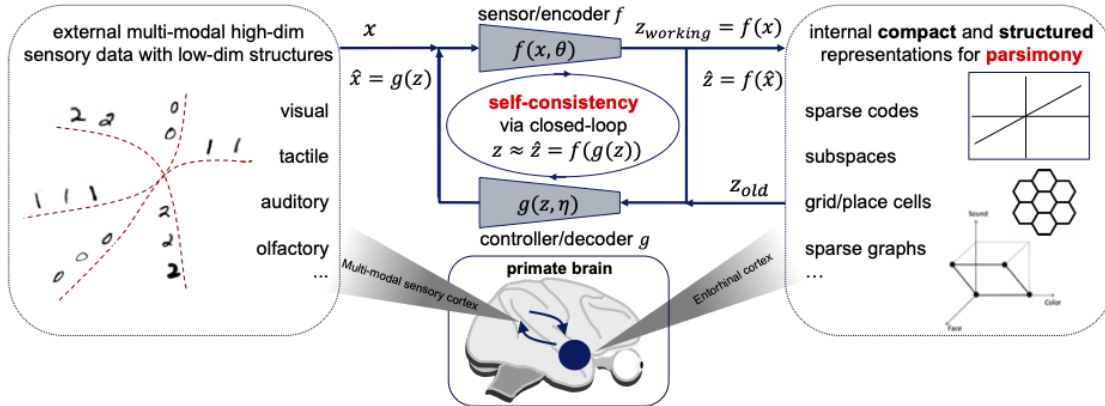 external multi-modal high-dim
sensory data with low-dim structures
2 2 0
0
1 1
1 1 1
2
0 2
0
0 2
visual
tactile
auditory
olfactory
...
x
x̂ = g(z)
sensor/encoder f
f(x, θ)
self-consistency
via closed-loop
z ≈ ẑ = f(g(z))
g(z, η)
controller/decoder g
z_working = f(x)
ẑ = f(x̂)
z_old
internal compact and structured
representations for parsimony
sparse codes
subspaces
grid/place cells
sparse graphs
...
Sound
Color
Face
Multi-modal sensory cortex
primate brain
Entorhinal cortex